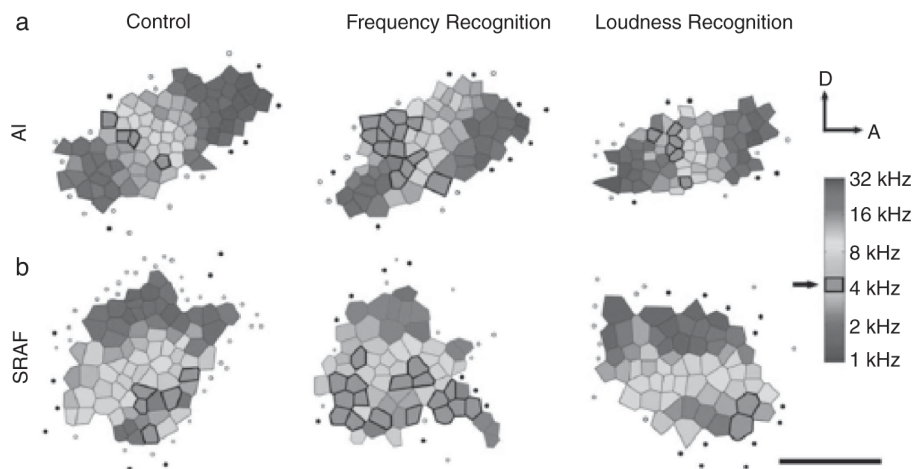 a
Control
Frequency Recognition
Loudness Recognition
AI
D
A
32 kHz
16 kHz
8 kHz
4 kHz
2 kHz
1 kHz
b
SRAF